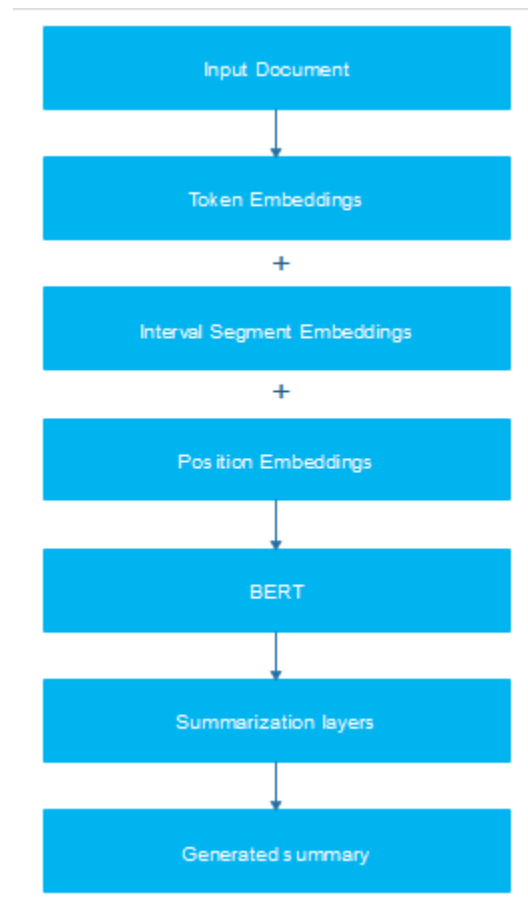 Input Document
Token Embeddings
+
Interval Segment Embeddings
+
Position Embeddings
BERT
Summarization layers
Generated summary